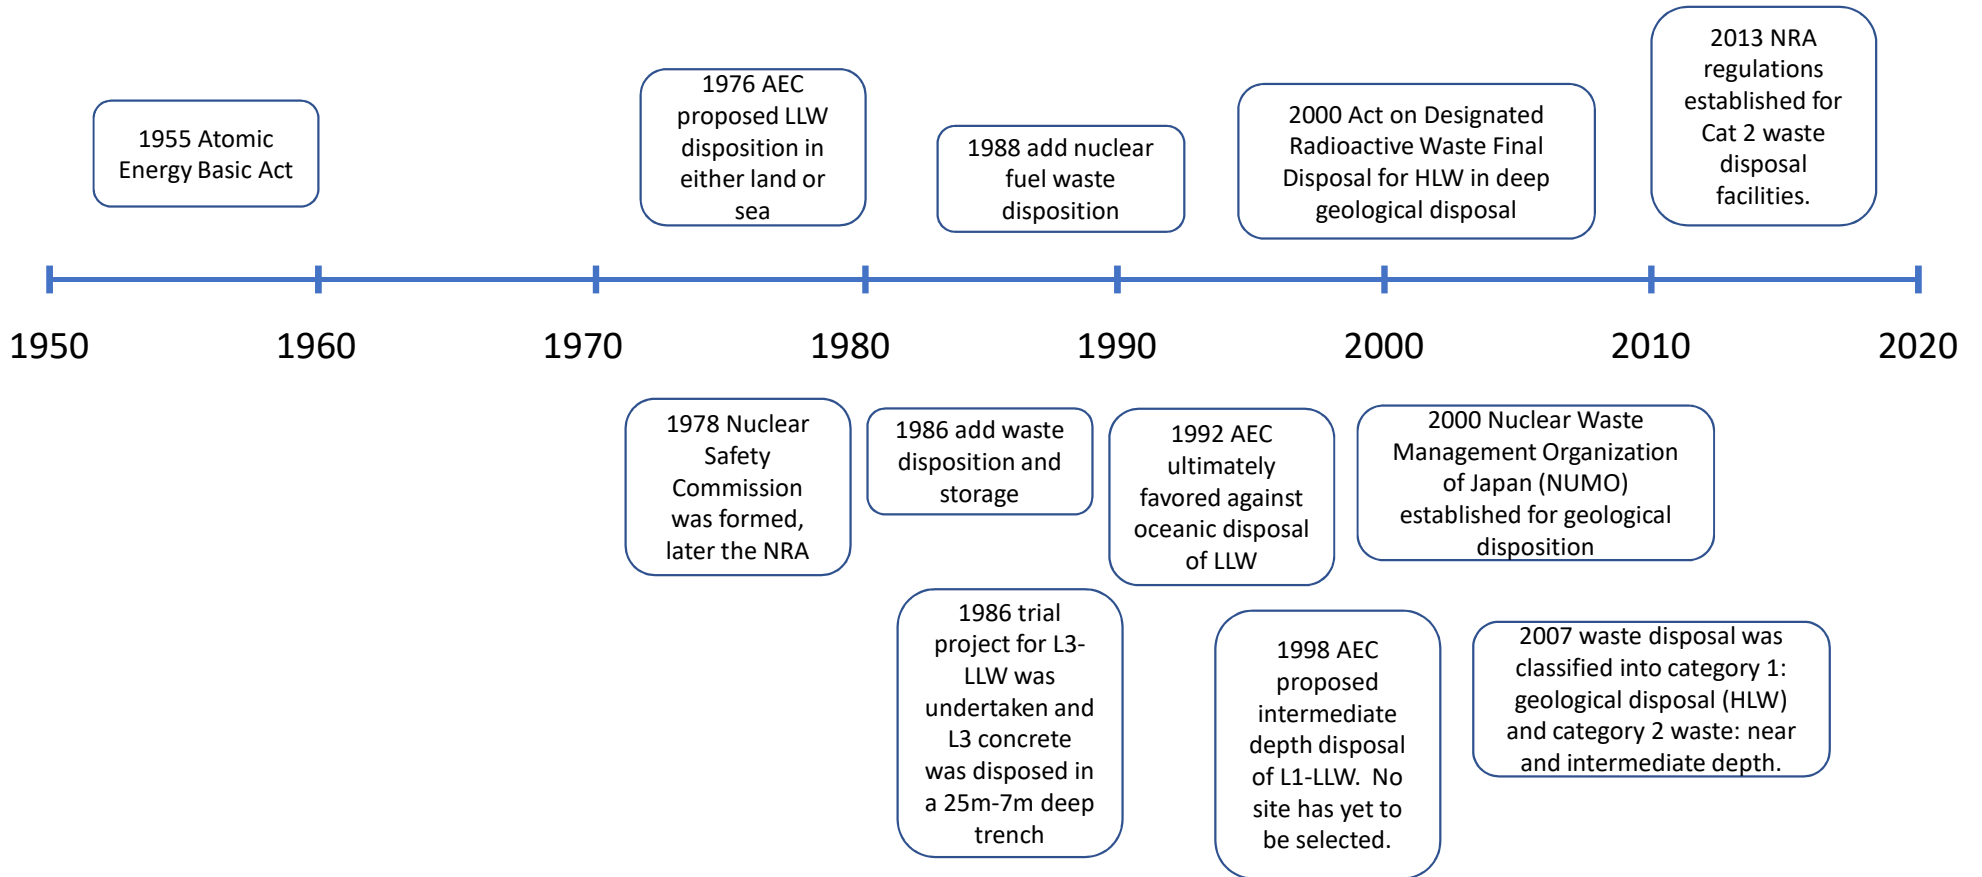 1955 Atomic
Energy Basic Act
1976 AEC
proposed LLW
disposition in
either land or
sea
1988 add nuclear
fuel waste
disposition
2000 Act on Designated
Radioactive Waste Final
Disposal for HLW in deep
geological disposal
2013 NRA
regulations
established for
Cat 2 waste
disposal
facilities.
1950
1960
1970
1980
1990
2000
2010
2020
1978 Nuclear
Safety
Commission
was formed,
later the NRA
1986 add waste
disposition and
storage
1992 AEC
ultimately
favored against
oceanic disposal
of LLW
2000 Nuclear Waste
Management Organization
of Japan (NUMO)
established for geological
disposition
1986 trial
project for L3-
LLW was
undertaken and
L3 concrete
was disposed in
a 25m-7m deep
trench
1998 AEC
proposed
intermediate
depth disposal
of L1-LLW.  No
site has yet to
be selected.
2007 waste disposal was
classified into category 1:
geological disposal (HLW)
and category 2 waste: near
and intermediate depth.